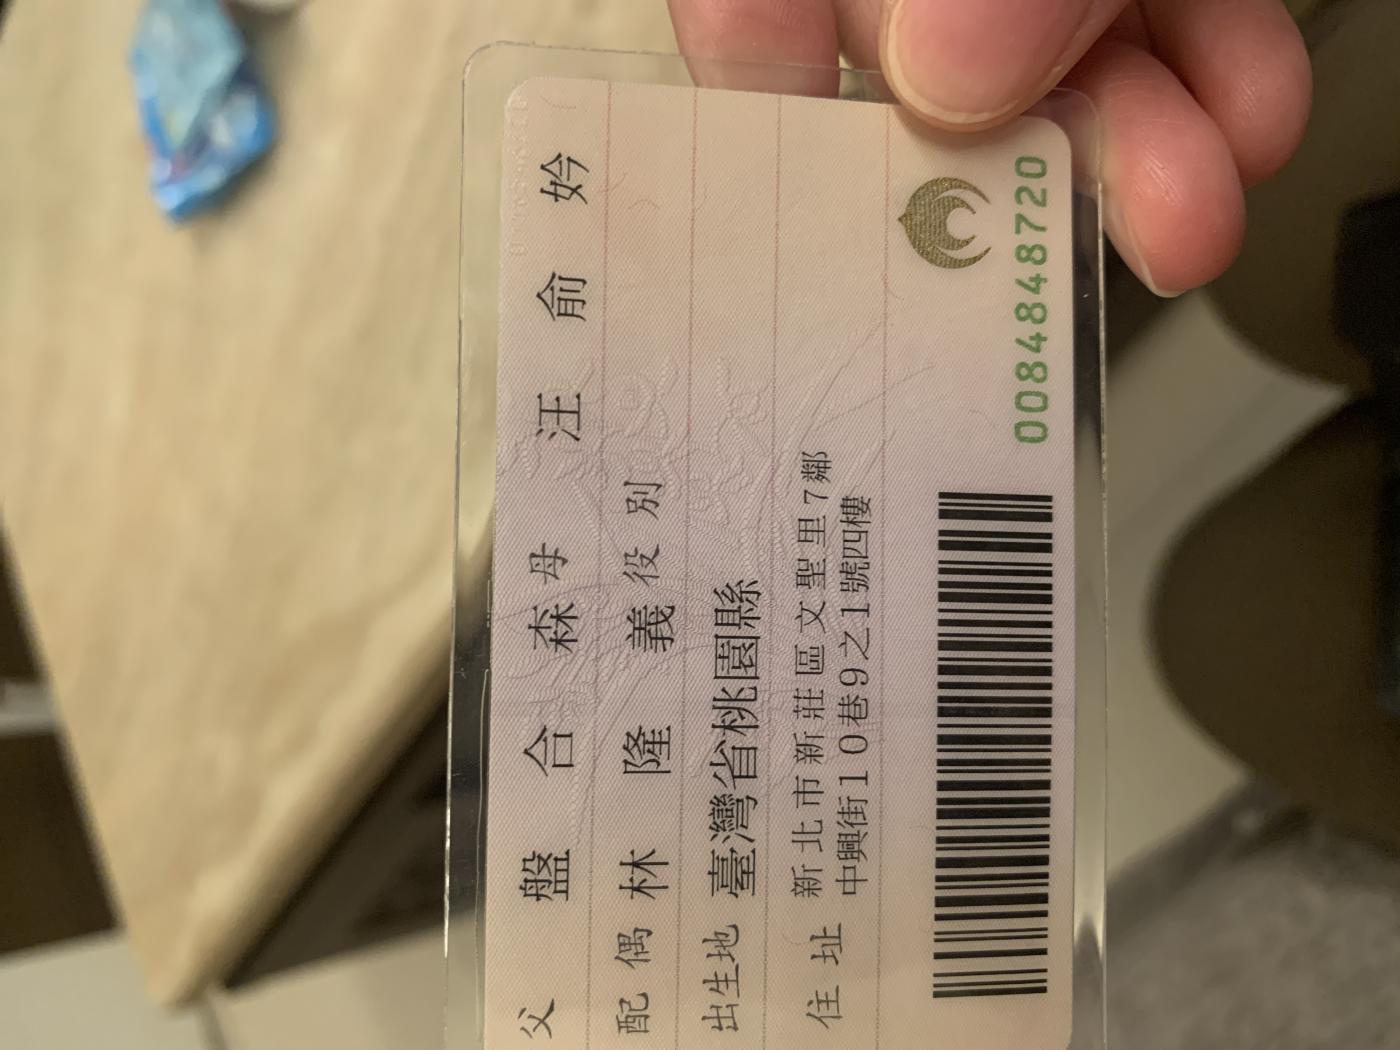 父 盤合森 母 汪俞妗
配偶 林隆義 役別
出生地 臺灣省桃園縣
住址 新北市新莊區文聖里7鄰
中興街10巷9之1號四樓
0084848720